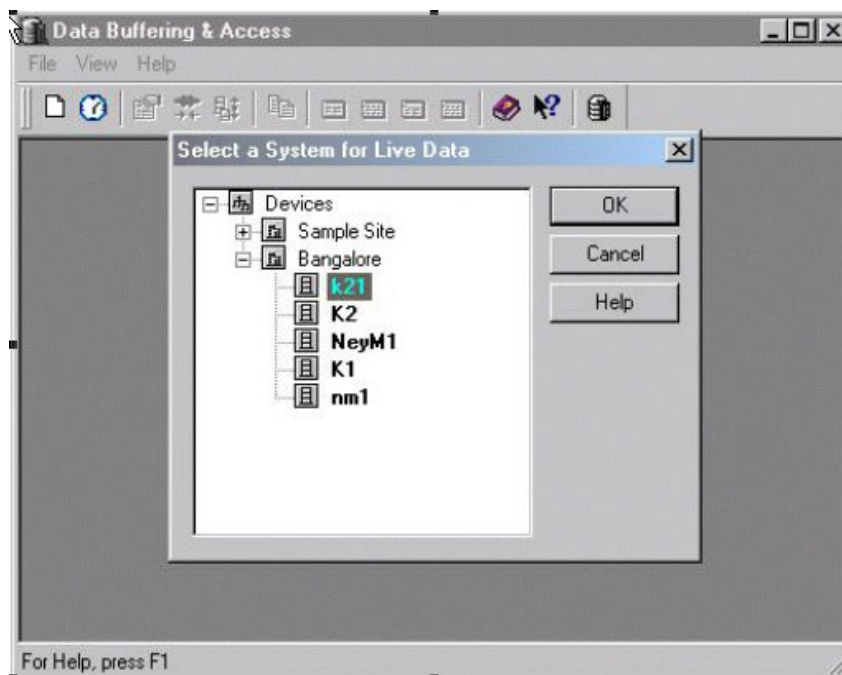 Data Buffering & Access
File View Help
Select a System for Live Data
Devices
Sample Site
Bangalore
k21
K2
NeyM1
K1
nm1
OK
Cancel
Help
For Help, press F1